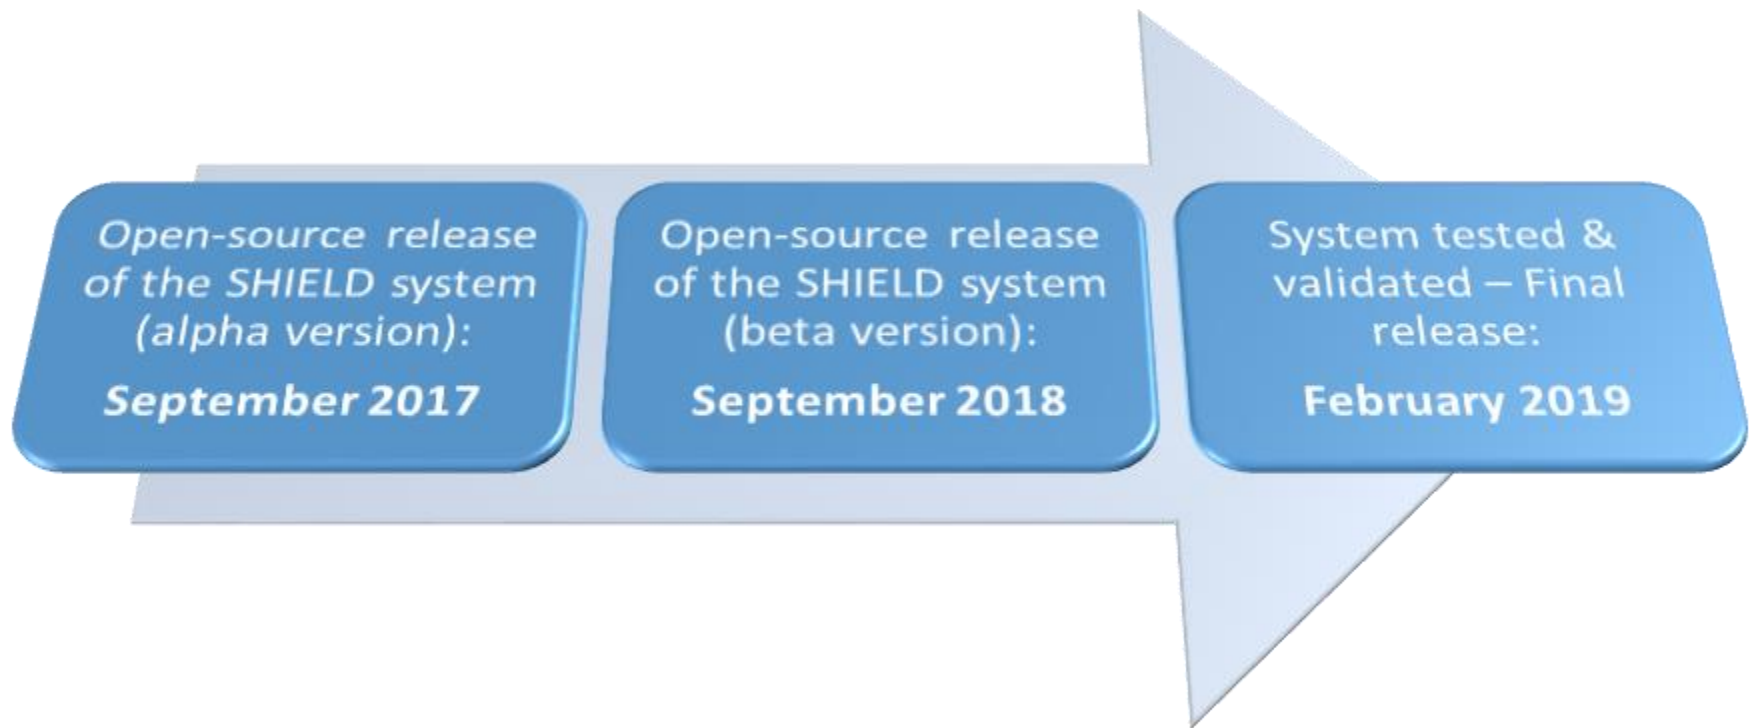 Open-source release
of the SHIELD system
(alpha version):
September 2017
Open-source release
of the SHIELD system
(beta version):
September 2018
System tested &
validated – Final
release:
February 2019